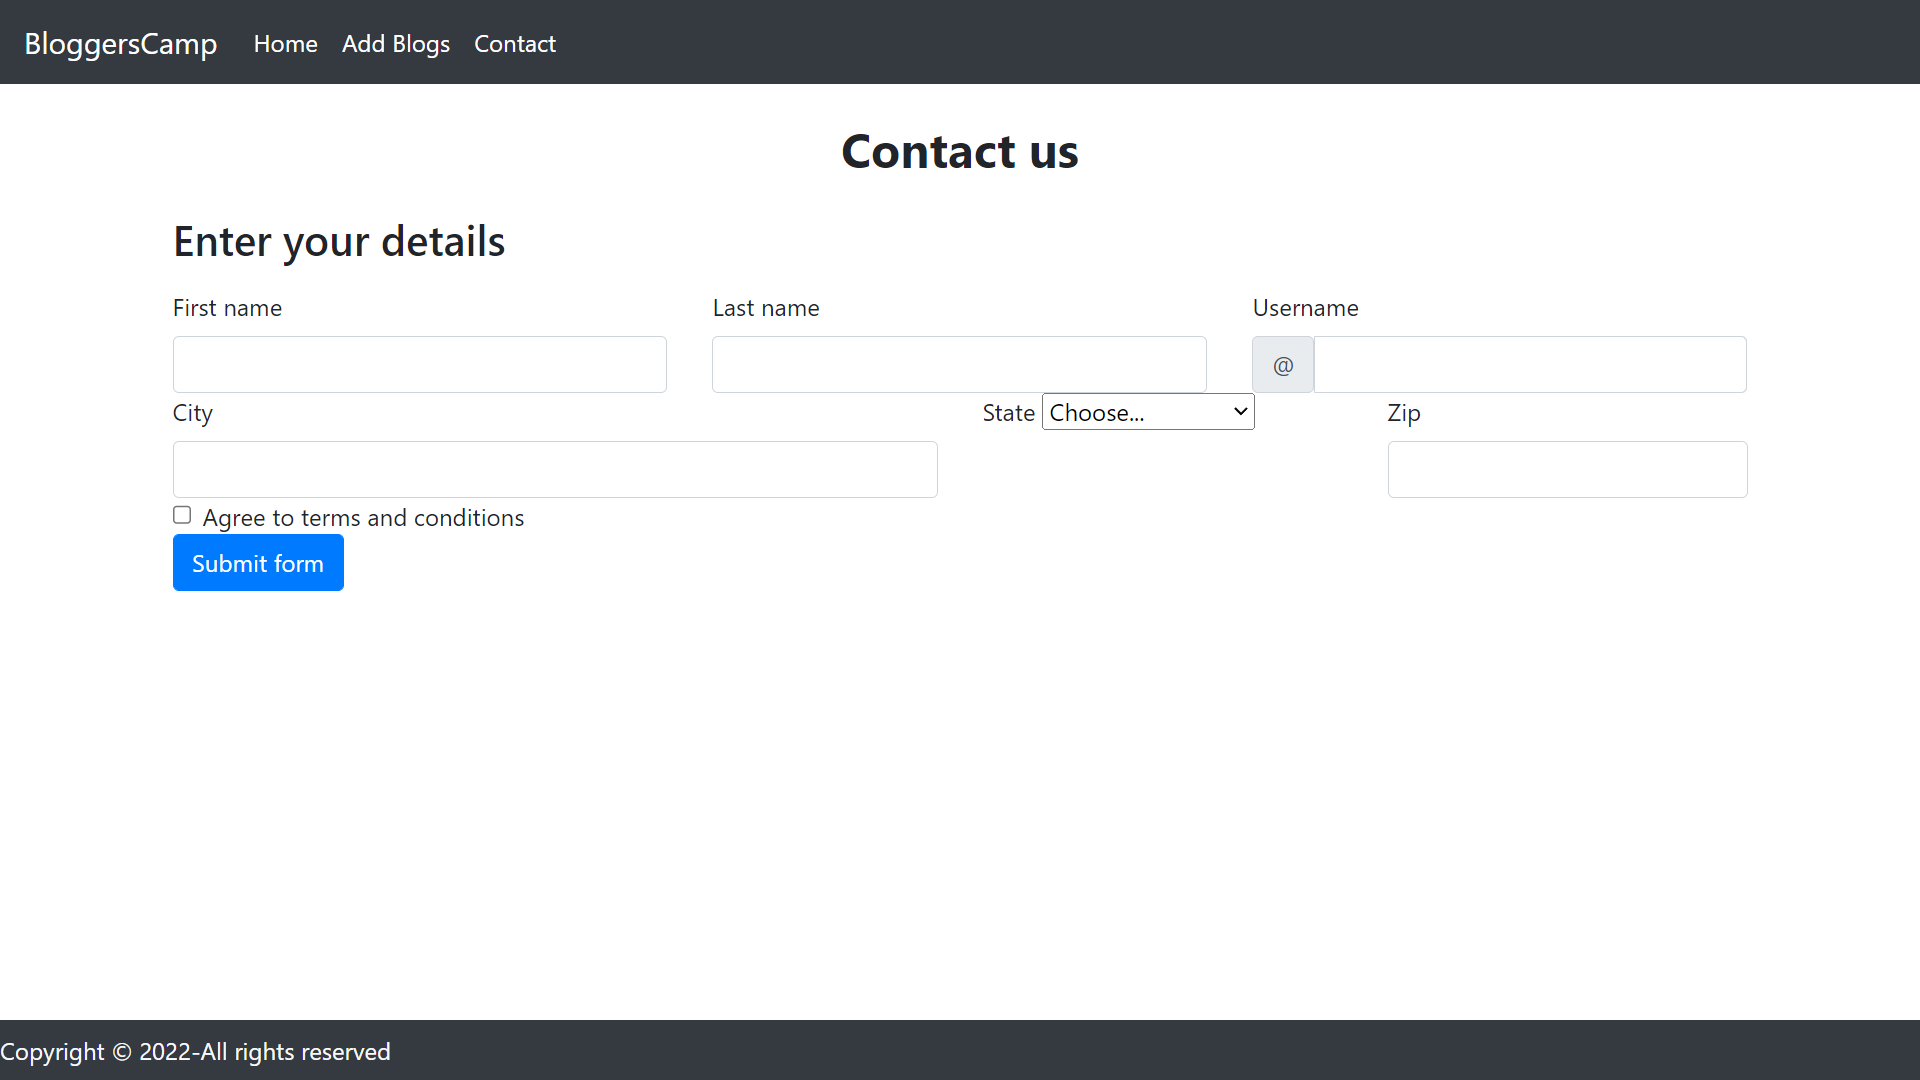 BloggersCamp Home Add Blogs Contact
Contact us
Enter your details
First name Last name Username
@
City State Choose... Zip
Agree to terms and conditions
Submit form
Copyright © 2022-All rights reserved